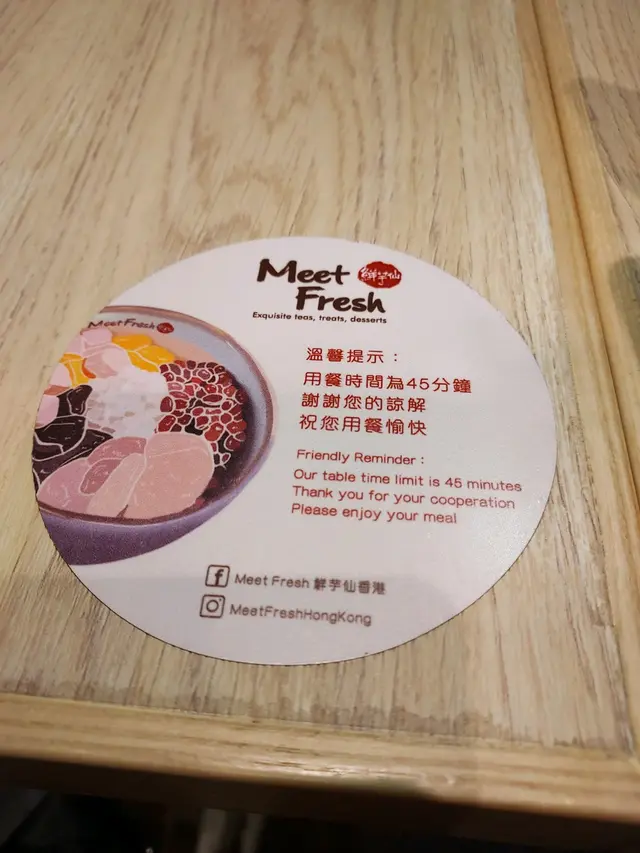 Meet 鮮芋仙
Fresh
Exquisite teas, treats, desserts
MeetFresh
溫馨提示：
用餐時間為45分鐘
謝謝您的諒解
祝您用餐愉快
Friendly Reminder :
Our table time limit is 45 minutes
Thank you for your cooperation
Please enjoy your meal
Meet Fresh 鮮芋仙香港
MeetFreshHongKong